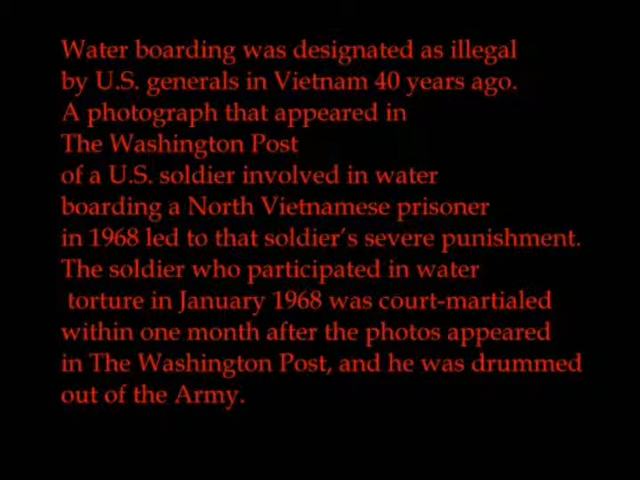 Water boarding was designated as illegal
by U.S. generals in Vietnam 40 years ago.
A photograph that appeared in
The Washington Post
of a U.S. soldier involved in water
boarding a North Vietnamese prisoner
in 1968 led to that soldier's severe punishment.
The soldier who participated in water
torture in January 1968 was court-martialed
within one month after the photos appeared
in The Washington Post, and he was drummed
out of the Army.